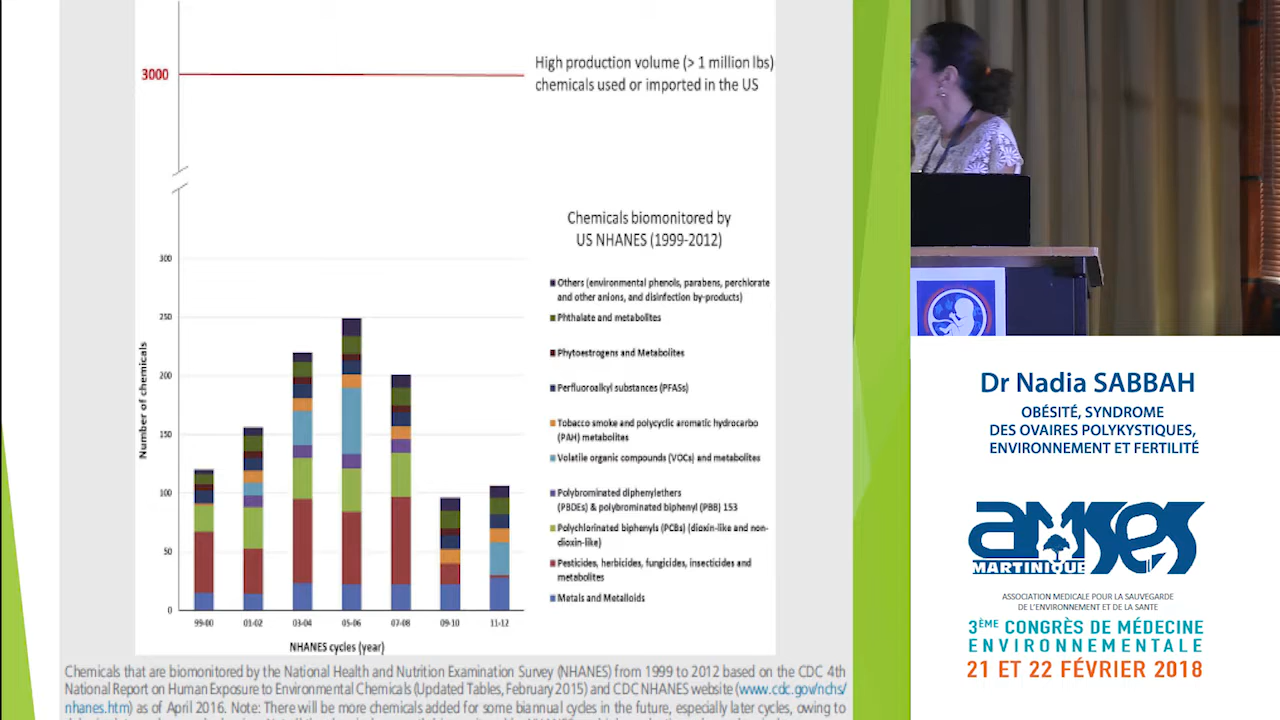 3000
High production volume (> 1 million lbs)
chemicals used or imported in the US
Chemicals biomonitored by
US NHANES (1999-2012)
300
250
200
150
100
50
0
Number of chemicals
Others (environmental phenols, parabens, perchlorate
and other anions, and disinfection by-products)
Phthalate and metabolites
Phytoestrogens and Metabolites
Perfluoroalkyl substances (PFASs)
Tobacco smoke and polycyclic aromatic hydrocarbo
(PAH) metabolites
Volatile organic compounds (VOCs) and metabolites
Polybrominated diphenylethers
(PBDEs) & polybrominated biphenyl (PBB) 153
Polychlorinated biphenyls (PCBs) (dioxin-like and non-
dioxin-like)
Pesticides, herbicides, fungicides, insecticides and
metabolites
Metals and Metalloids
99-00 01-02 03-04 05-06 07-08 09-10 11-12
NHANES cycles (year)
Chemicals that are biomonitored by the National Health and Nutrition Examination Survey (NHANES) from 1999 to 2012 based on the CDC 4th
National Report on Human Exposure to Environmental Chemicals (Updated Tables, February 2015) and CDC NHANES website (www.cdc.gov/nchs/
nhanes.htm) as of April 2016. Note: There will be more chemicals added for some biannual cycles in the future, especially later cycles, owing to
Dr Nadia SABBAH
OBÉSITÉ, SYNDROME
DES OVAIRES POLYKYSTIQUES,
ENVIRONNEMENT ET FERTILITÉ
AMSES
MARTINIQUE
ASSOCIATION MEDICALE POUR LA SAUVEGARDE
DE L'ENVIRONNEMENT ET DE LA SANTE
3ÈME CONGRÈS DE MÉDECINE
ENVIRONNEMENTALE
21 ET 22 FÉVRIER 2018